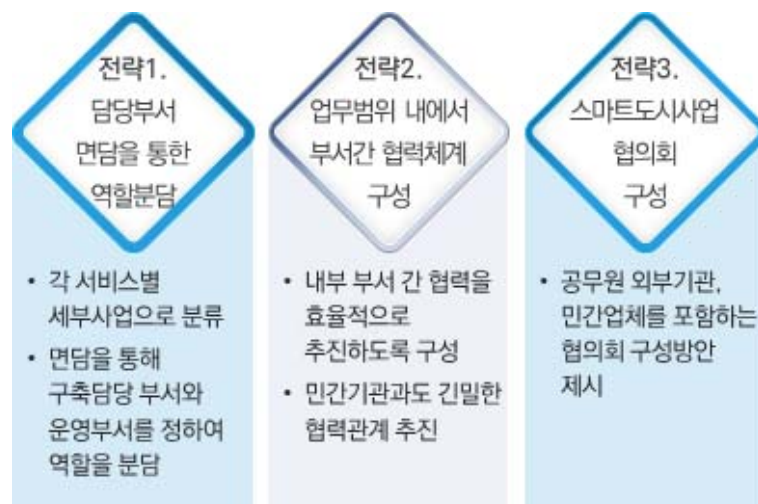 전략1.
담당부서
면담을 통한
역할분담
• 각 서비스별
세부사업으로 분류
• 면담을 통해
구축담당 부서와
운영부서를 정하여
역할을 분담
전략2.
업무범위 내에서
부서간 협력체계
구성
• 내부 부서 간 협력을
효율적으로
추진하도록 구성
• 민간기관과도 긴밀한
협력관계 추진
전략3.
스마트도시사업
협의회
구성
• 공무원 외부기관,
민간업체를 포함하는
협의회 구성방안
제시